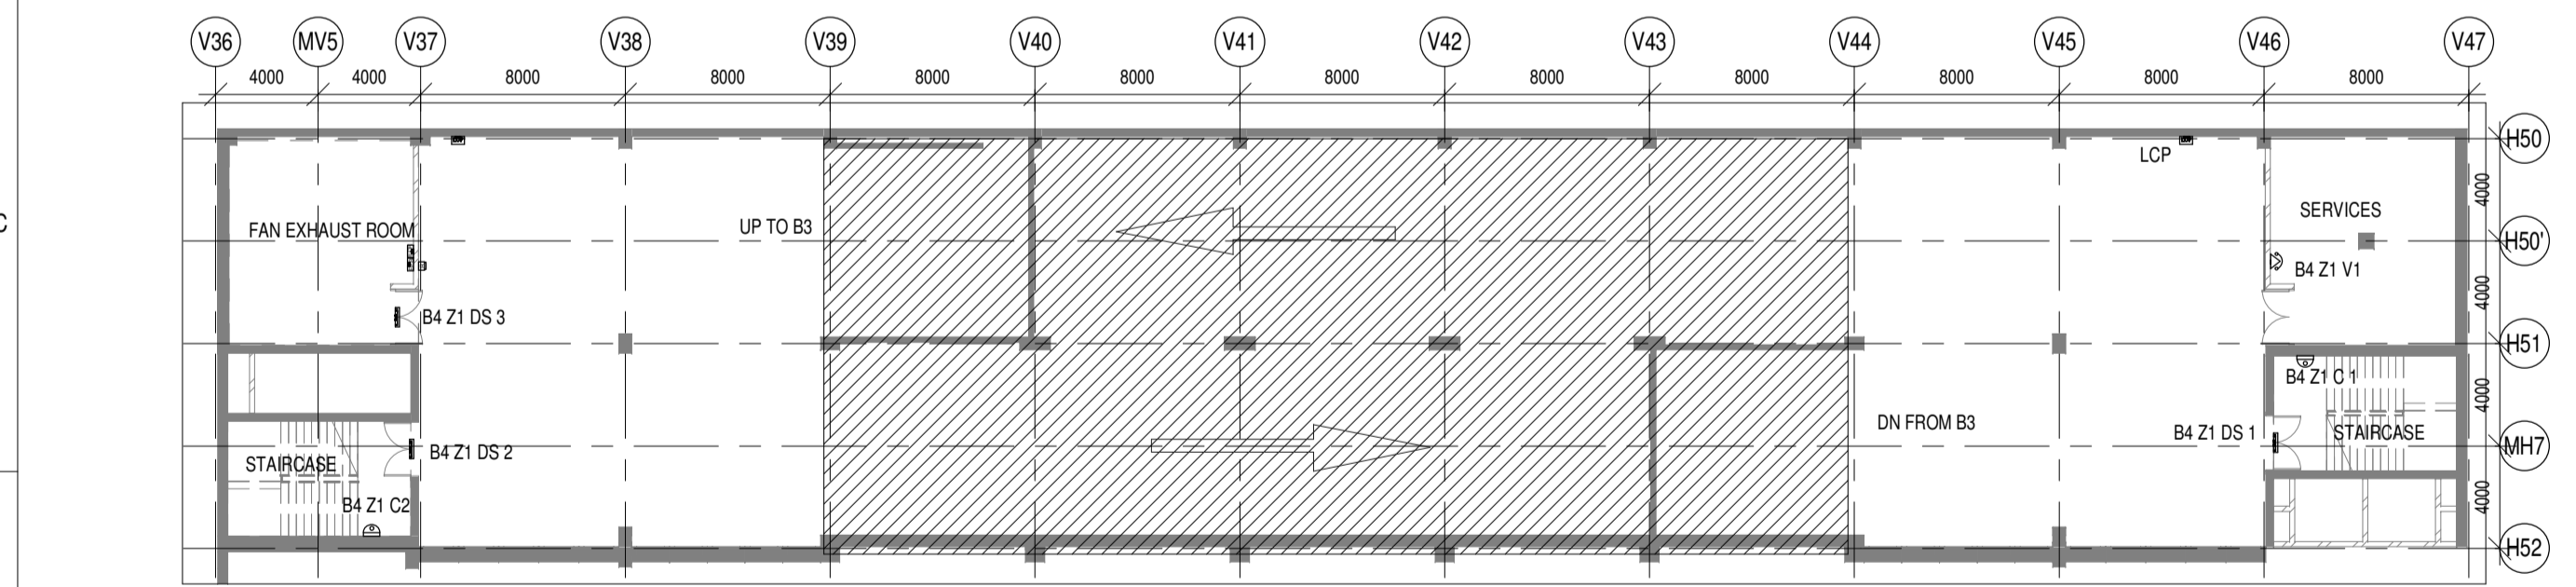 V36 MV5 V37 V38 V39 V40 V41 V42 V43 V44 V45 V46 V47
4000 4000 8000 8000 8000 8000 8000 8000 8000 8000 8000 8000
H50
LCP
4000
SERVICES
C
UP TO B3
FAN EXHAUST ROOM
H50'
B4 Z1 V1
4000
B4 Z1 DS 3
H51
B4 Z1 C 1
4000
DN FROM B3
B4 Z1 DS 1
STAIRCASE
MH7
B4 Z1 DS 2
STAIRCASE
4000
B4 Z1 C2
H52